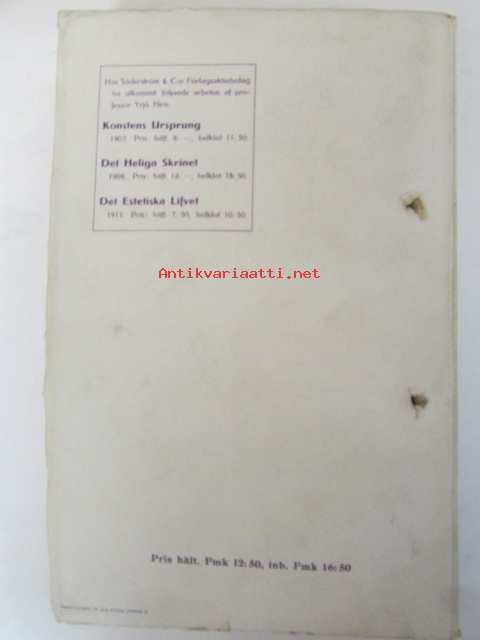 Hos Söderström & C:o Förlagsaktiebolag
ha utkommit följande arbeten af pro-
fessor Yrjö Hirn:
Konstens Ursprung
1902. Pris: häft. 8: —, helklot 11: 50.
Det Heliga Skrinet
1909. Pris: häft. 14: —, helklot 18: 50.
Det Estetiska Lifvet
1913. Pris: häft. 7: 50, helklot 10: 50.
Antikvariaatti.net
Pris häft. Fmk 12:50, inb. Fmk 16:50